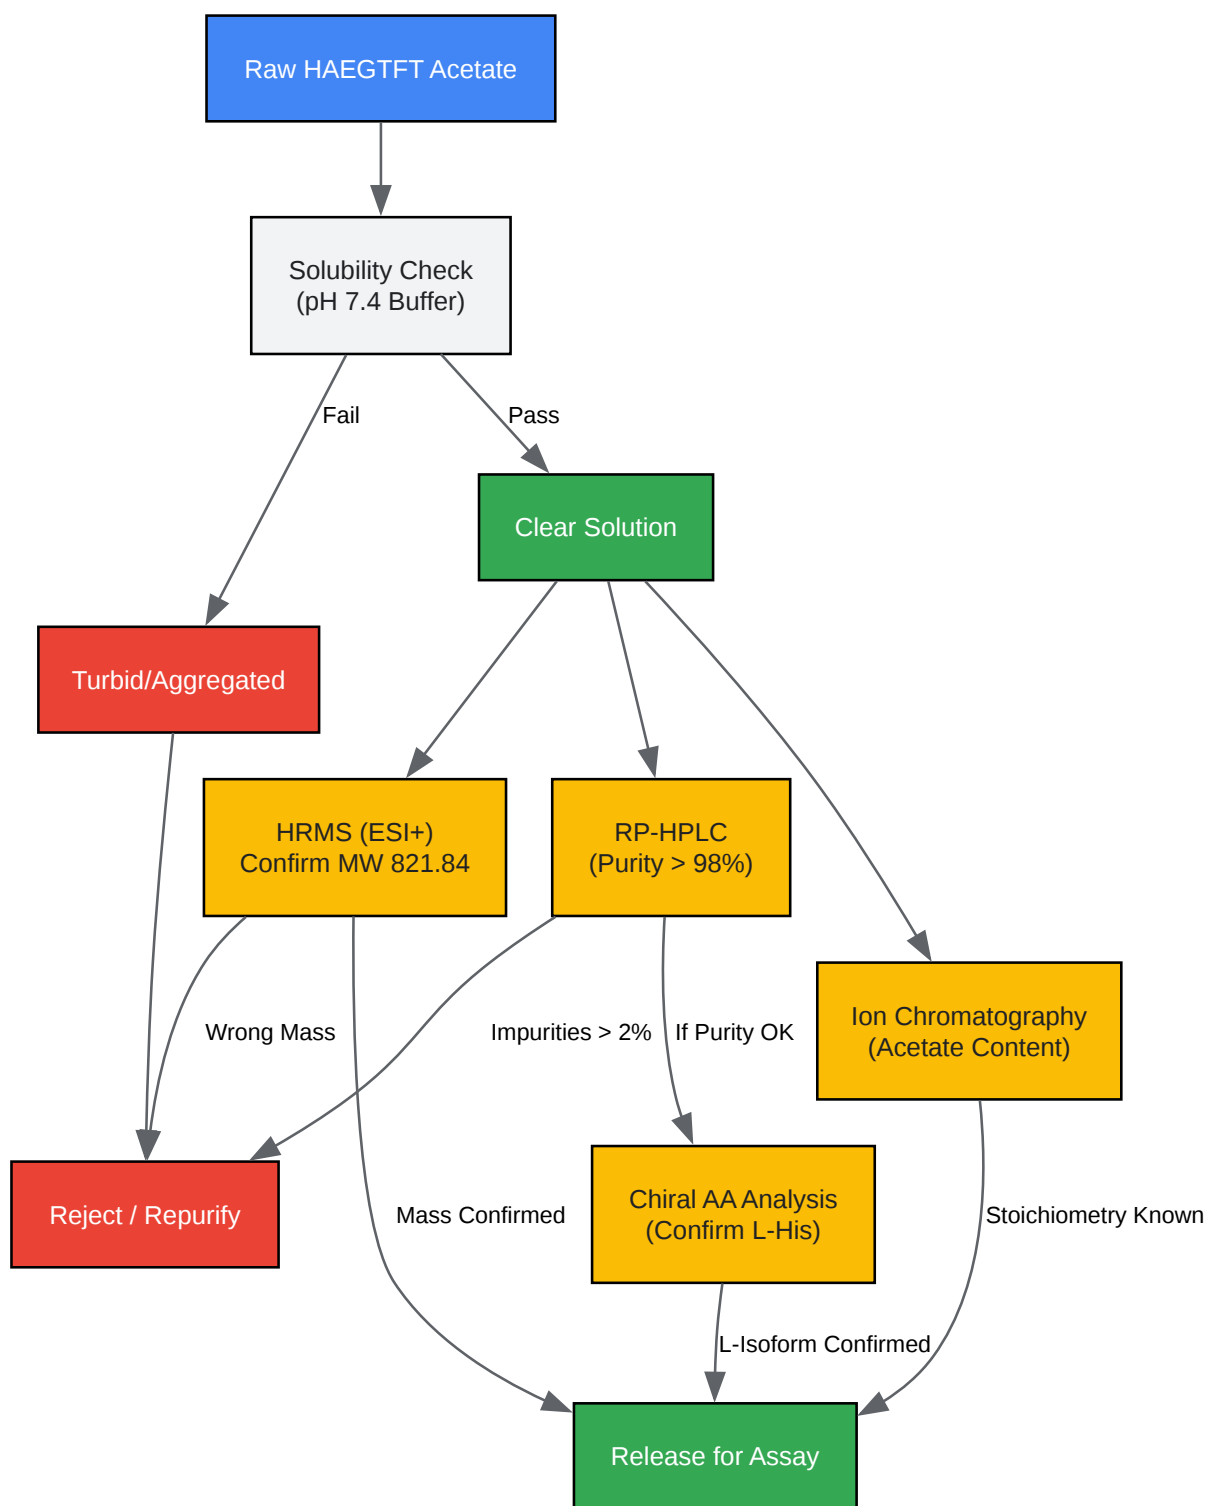 Raw HAEGTFT Acetate
Solubility Check
(pH 7.4 Buffer)
Fail
Pass
Clear Solution
Turbid/Aggregated
HRMS (ESI+)
Confirm MW 821.84
RP-HPLC
(Purity > 98%)
Ion Chromatography
(Acetate Content)
Wrong Mass
Impurities > 2%
If Purity OK
Reject / Repurify
Mass Confirmed
Chiral AA Analysis
(Confirm L-His)
Stoichiometry Known
L-Isoform Confirmed
Release for Assay